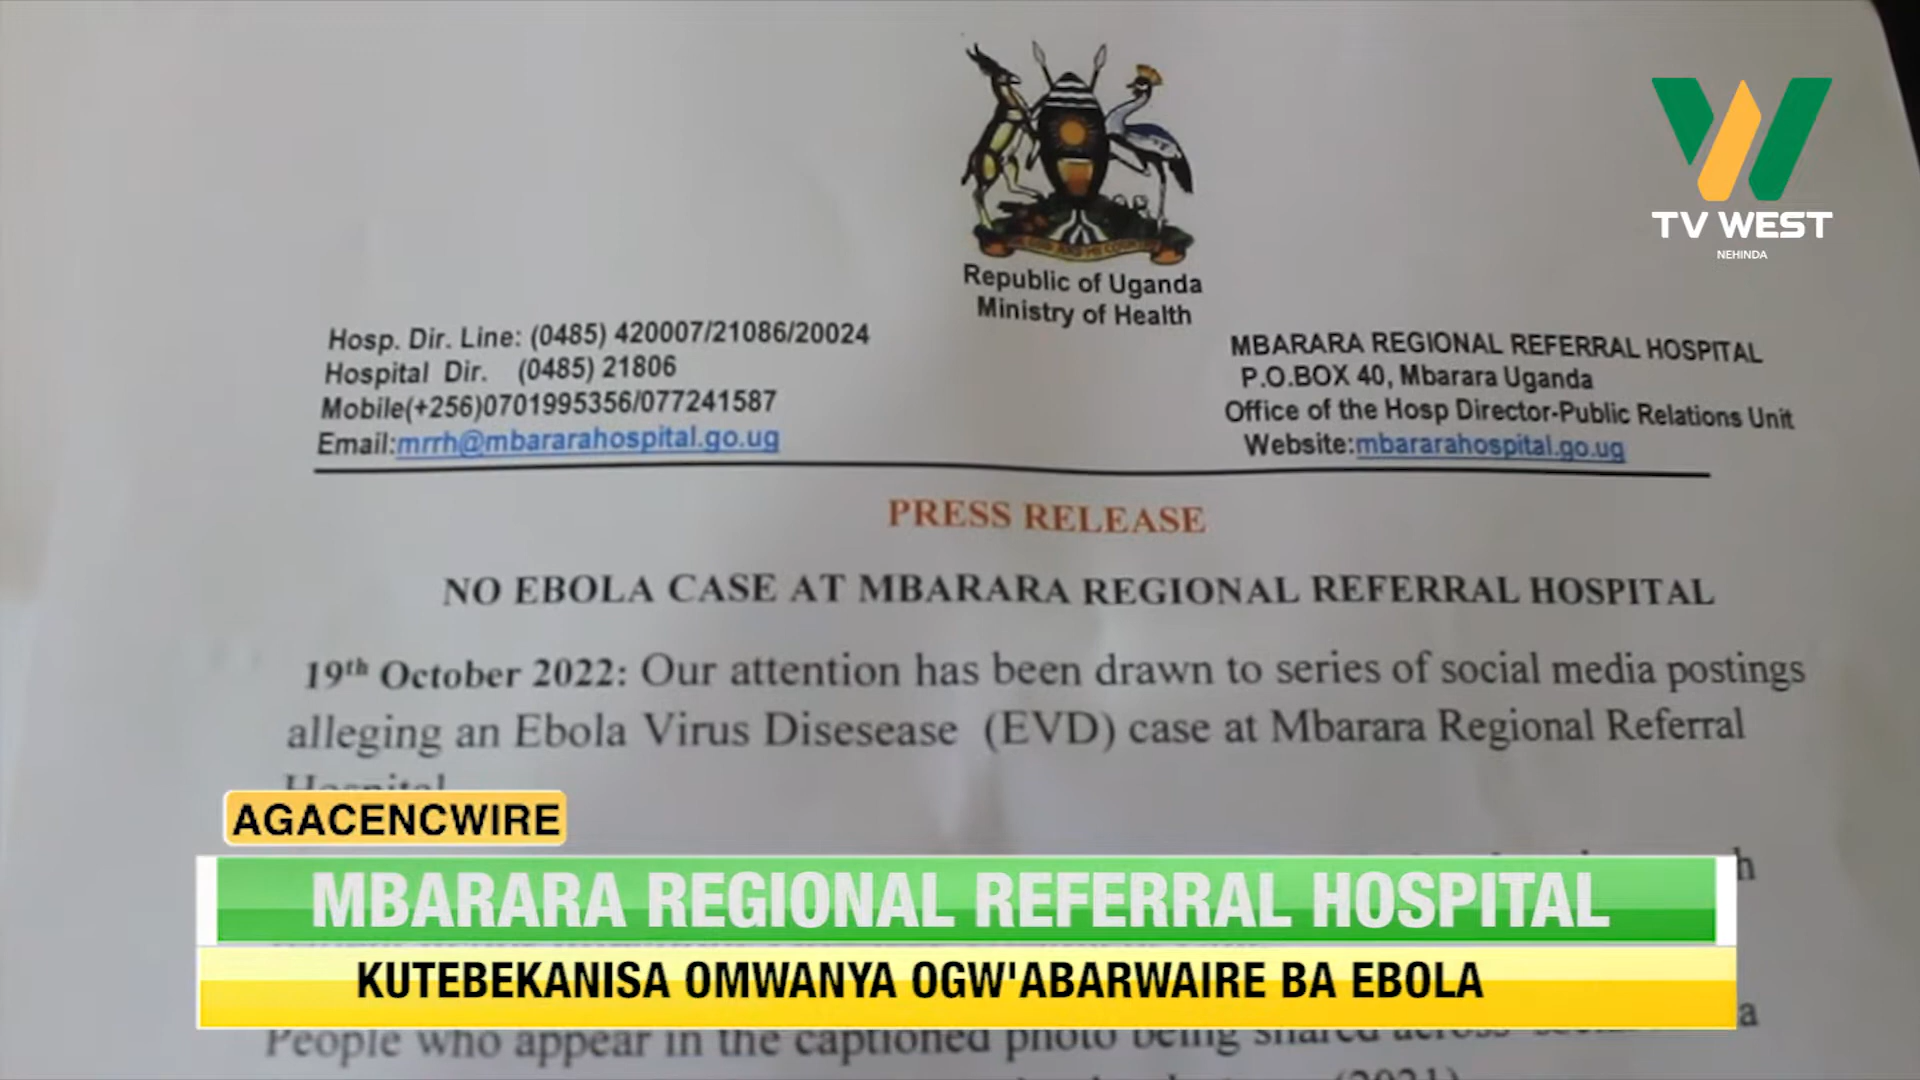 TV WEST
NEHINDA
Republic of Uganda
Ministry of Health
Hosp. Dir. Line: (0485) 420007/21086/20024
Hospital Dir. (0485) 21806
Mobile(+256)0701995356/077241587
Email:mrrh@mbararahospital.go.ug
MBARARA REGIONAL REFERRAL HOSPITAL
P.O.BOX 40, Mbarara Uganda
Office of the Hosp Director-Public Relations Unit
Website:mbararahospital.go.ug
PRESS RELEASE
NO EBOLA CASE AT MBARARA REGIONAL REFERRAL HOSPITAL
19th October 2022: Our attention has been drawn to series of social media postings
alleging an Ebola Virus Disesease (EVD) case at Mbarara Regional Referral
Hospital
AGACENCWIRE
MBARARA REGIONAL REFERRAL HOSPITAL
KUTEBEKANISA OMWANYA OGW'ABARWAIRE BA EBOLA
People who appear in the captioned photo being shared across
(2021)